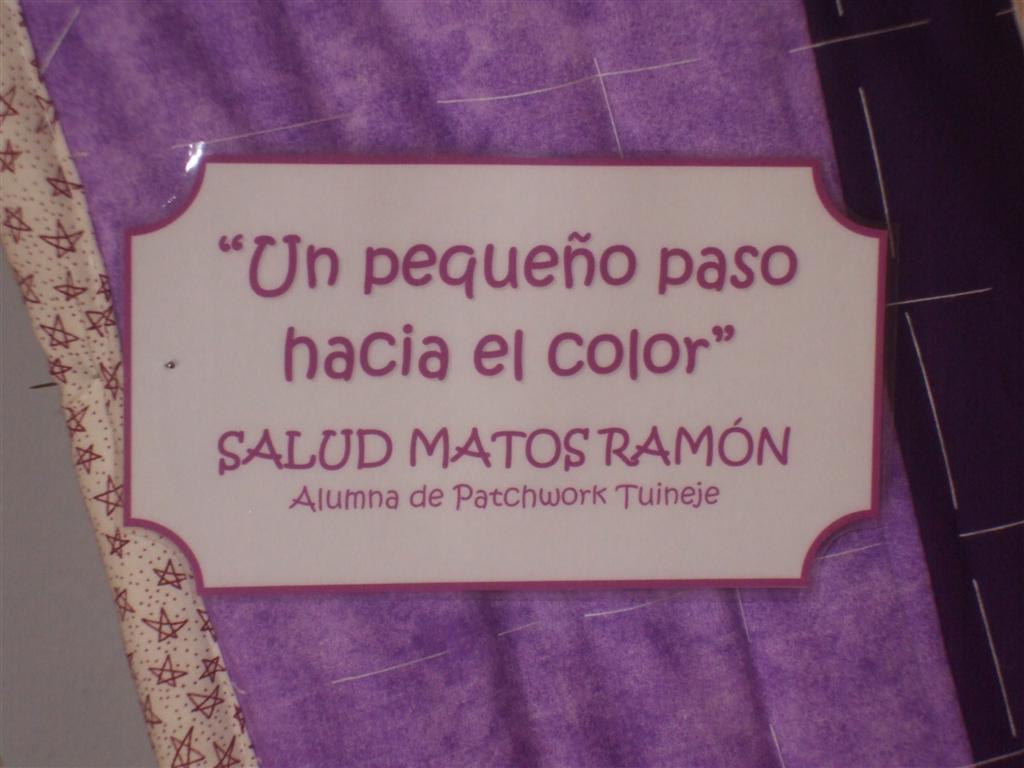 “Un pequeño paso
hacia el color”
SALUD MATOS RAMÓN
Alumna de Patchwork Tuineje